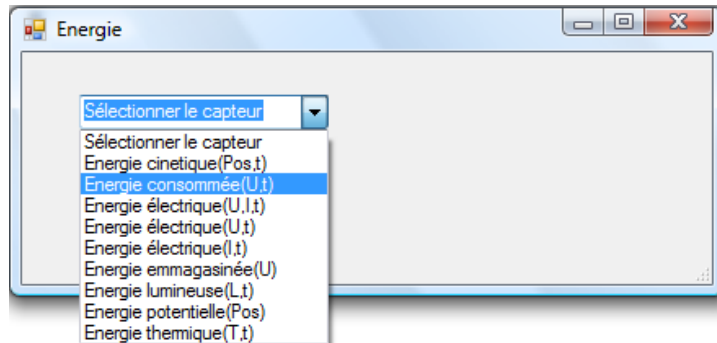 Energie
Sélectionner le capteur
Sélectionner le capteur
Energie cinetique(Pos,t)
Energie consommée(U,t)
Energie électrique(U,I,t)
Energie électrique(U,t)
Energie électrique(I,t)
Energie emmagasinée(U)
Energie lumineuse(L,t)
Energie potentielle(Pos)
Energie thermique(T,t)